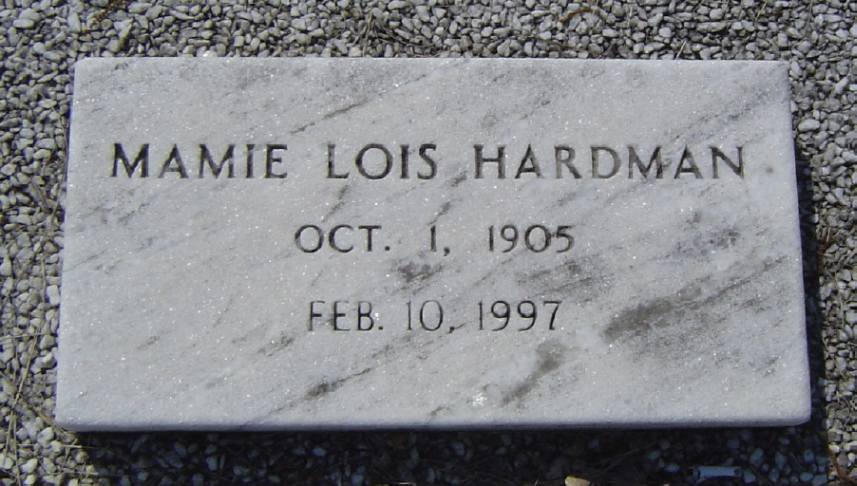 MAMIE LOIS HARDMAN
OCT. 1, 1905
FEB. 10, 1997